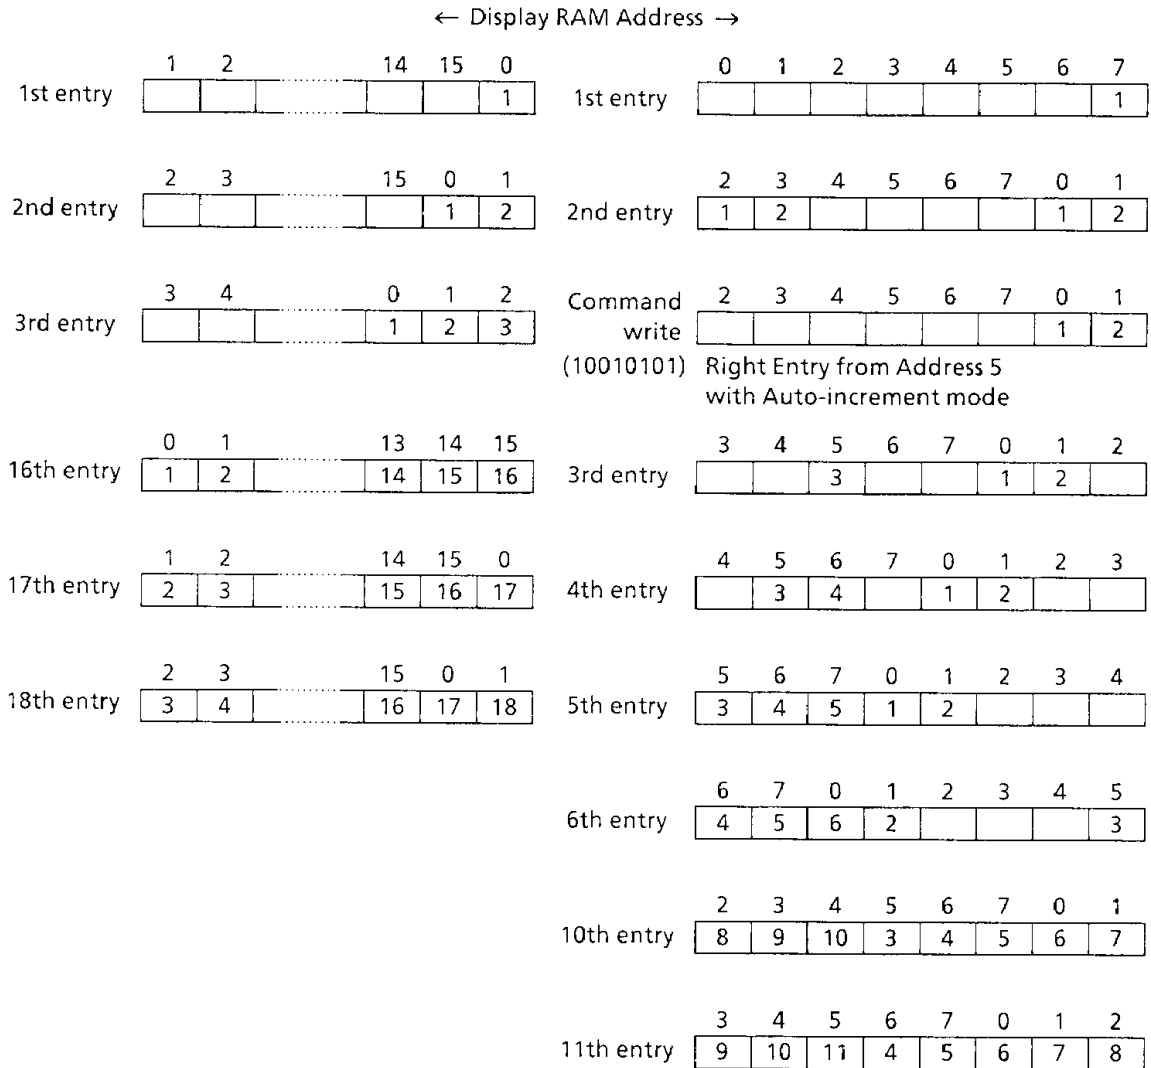 ← Display RAM Address →
1 2 14 15 0
1st entry 1
2 3 15 0 1
2nd entry 1 2
3 4 0 1 2
3rd entry 1 2 3
0 1 13 14 15
16th entry 1 2 14 15 16
1 2 14 15 0
17th entry 2 3 15 16 17
2 3 15 0 1
18th entry 3 4 16 17 18
0 1 2 3 4 5 6 7
1st entry 1
2 3 4 5 6 7 0 1
2nd entry 1 2 1 2
2 3 4 5 6 7 0 1
Command
write 1 2
(10010101) Right Entry from Address 5
with Auto-increment mode
3 4 5 6 7 0 1 2
3rd entry 3 1 2
4 5 6 7 0 1 2 3
4th entry 3 4 1 2
5 6 7 0 1 2 3 4
5th entry 3 4 5 1 2
6 7 0 1 2 3 4 5
6th entry 4 5 6 2 3
2 3 4 5 6 7 0 1
10th entry 8 9 10 3 4 5 6 7
3 4 5 6 7 0 1 2
11th entry 9 10 11 4 5 6 7 8